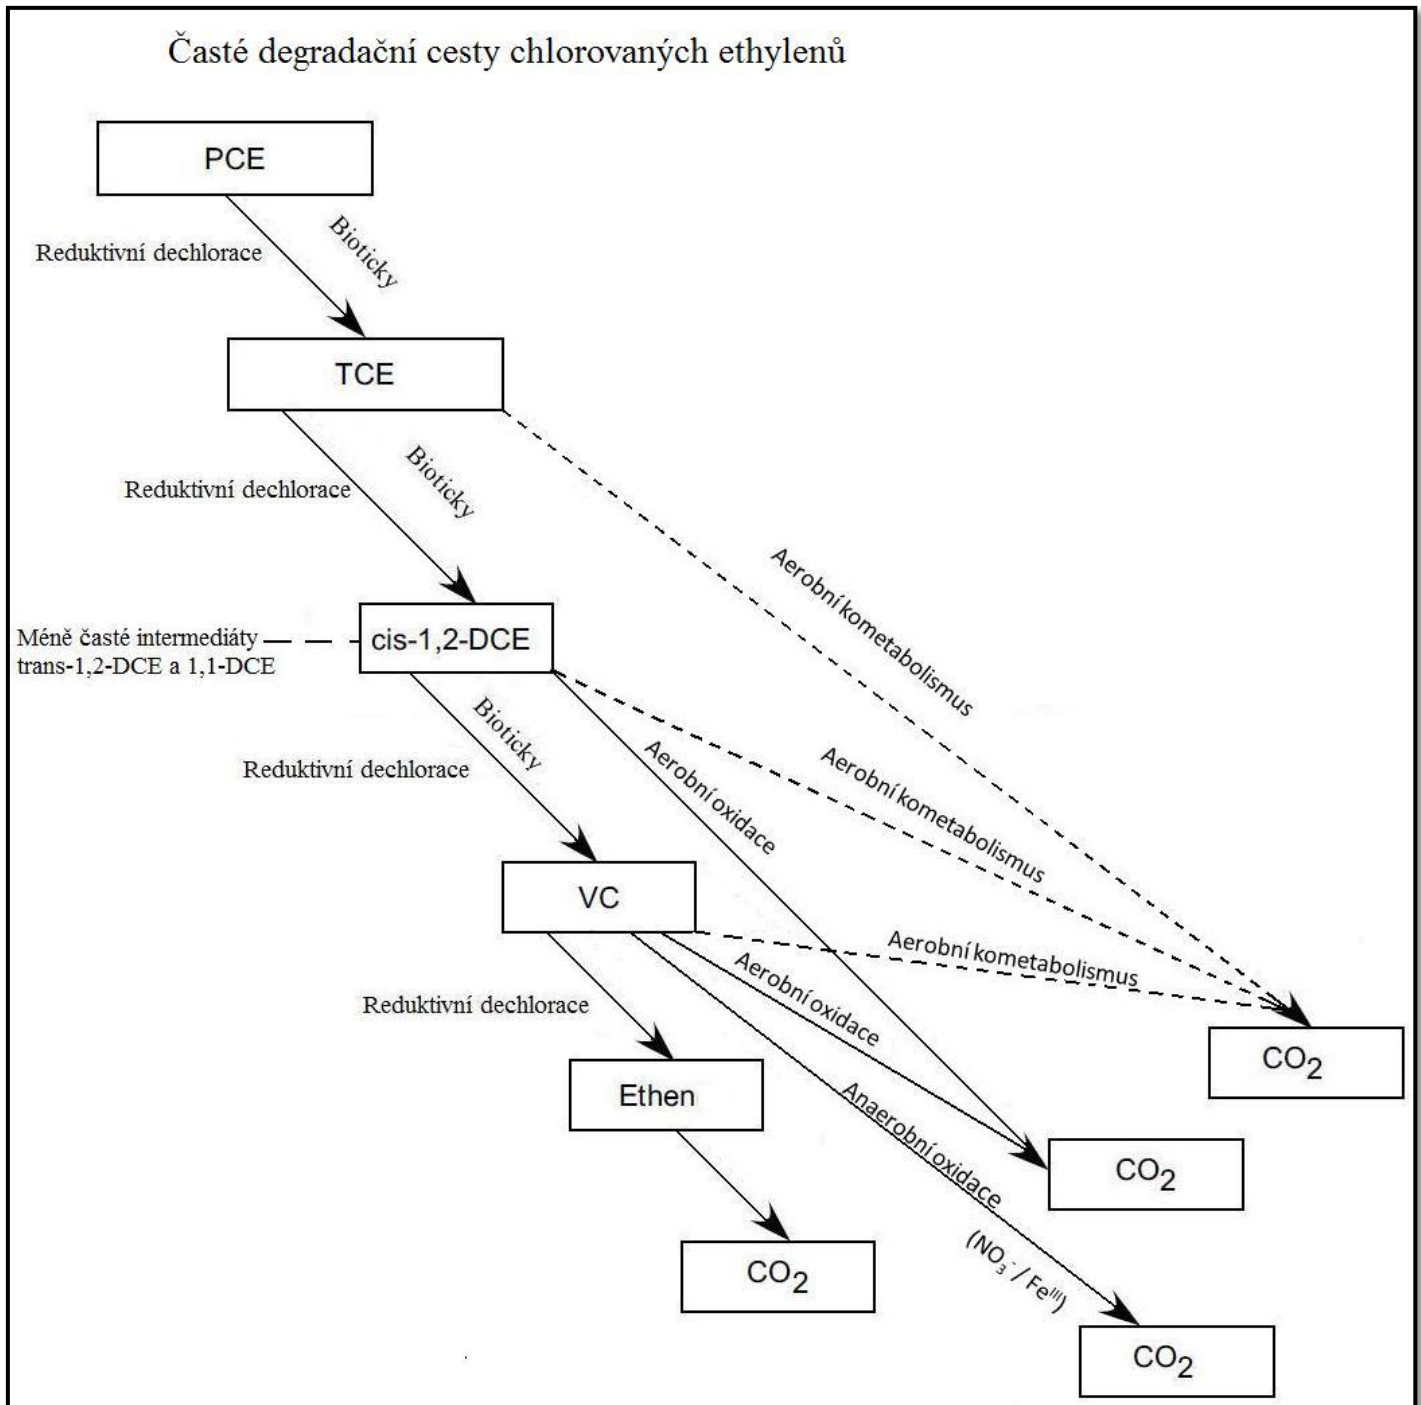 Časté degradační cesty chlorovaných ethylenů
PCE
Reduktivní dechlorace
Bioticky
TCE
Reduktivní dechlorace
Bioticky
Aerobní kometabolismus
Méně časté intermediáty
trans-1,2-DCE a 1,1-DCE
cis-1,2-DCE
Reduktivní dechlorace
Bioticky
Aerobní oxidace
Aerobní kometabolismus
VC
Reduktivní dechlorace
Aerobní oxidace
Aerobní kometabolismus
Anaerobní oxidace
(NO₃⁻ / Feᴵᴵᴵ)
Ethen
CO₂
CO₂
CO₂
CO₂